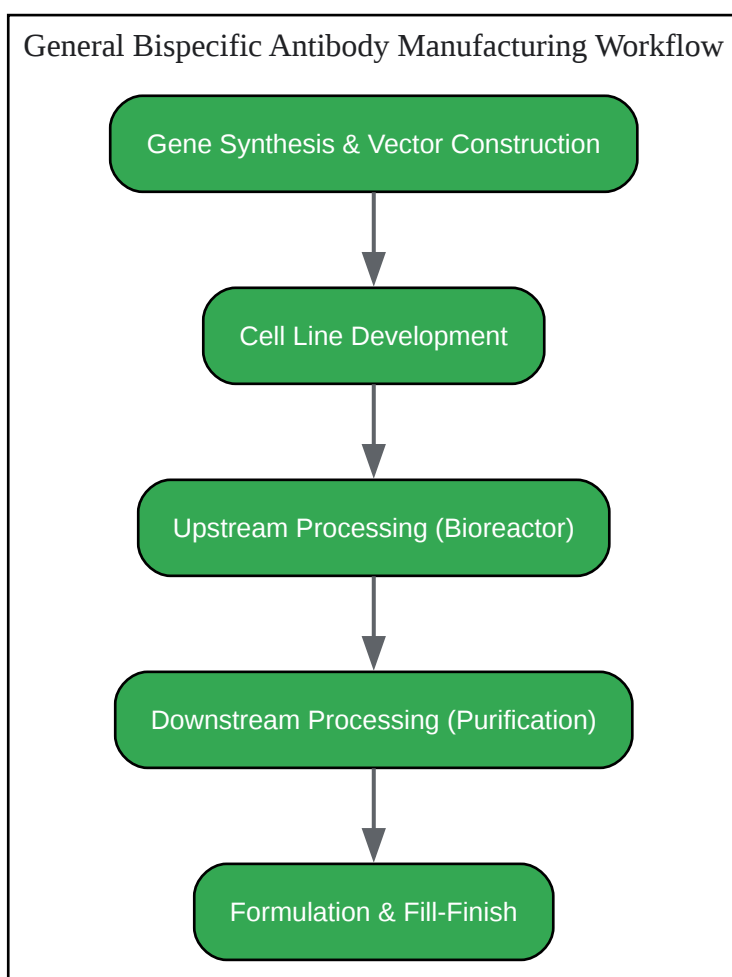 General Bispecific Antibody Manufacturing Workflow
Gene Synthesis & Vector Construction
Cell Line Development
Upstream Processing (Bioreactor)
Downstream Processing (Purification)
Formulation & Fill-Finish